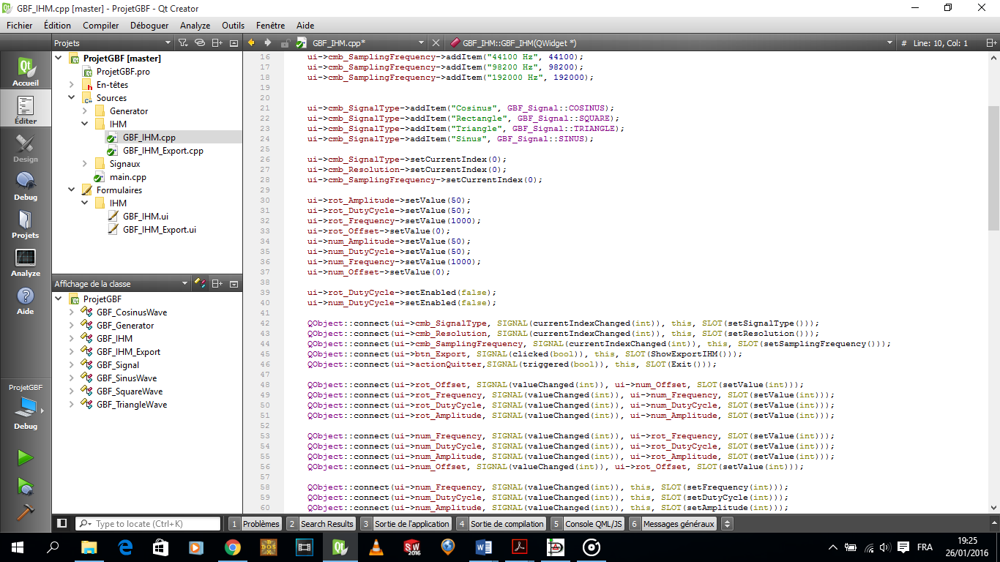 GBF_IHM.cpp [master] - ProjetGBF - Qt Creator
Fichier Édition Compiler Déboguer Analyze Outils Fenêtre Aide
Projets
GBF_IHM.cpp*
GBF_IHM::GBF_IHM(QWidget *)
# Line: 10, Col: 1
Accueil
Éditer
Design
Debug
Projets
Analyze
Aide
ProjetGBF
Debug
ProjetGBF [master]
ProjetGBF.pro
En-têtes
Sources
Generator
IHM
GBF_IHM.cpp
GBF_IHM_Export.cpp
Signaux
main.cpp
Formulaires
IHM
GBF_IHM.ui
GBF_IHM_Export.ui
Affichage de la classe
ProjetGBF
GBF_CosinusWave
GBF_Generator
GBF_IHM
GBF_IHM_Export
GBF_Signal
GBF_SinusWave
GBF_SquareWave
GBF_TriangleWave
16 ui->cmb_SamplingFrequency->addItem("44100 Hz", 44100);
17 ui->cmb_SamplingFrequency->addItem("98200 Hz", 98200);
18 ui->cmb_SamplingFrequency->addItem("192000 Hz", 192000);
19
20
21 ui->cmb_SignalType->addItem("Cosinus", GBF_Signal::COSINUS);
22 ui->cmb_SignalType->addItem("Rectangle", GBF_Signal::SQUARE);
23 ui->cmb_SignalType->addItem("Triangle", GBF_Signal::TRIANGLE);
24 ui->cmb_SignalType->addItem("Sinus", GBF_Signal::SINUS);
25
26 ui->cmb_SignalType->setCurrentIndex(0);
27 ui->cmb_Resolution->setCurrentIndex(0);
28 ui->cmb_SamplingFrequency->setCurrentIndex(0);
29
30 ui->rot_Amplitude->setValue(50);
31 ui->rot_DutyCycle->setValue(50);
32 ui->rot_Frequency->setValue(1000);
33 ui->rot_Offset->setValue(0);
34 ui->num_Amplitude->setValue(50);
35 ui->num_DutyCycle->setValue(50);
36 ui->num_Frequency->setValue(1000);
37 ui->num_Offset->setValue(0);
38
39 ui->rot_DutyCycle->setEnabled(false);
40 ui->num_DutyCycle->setEnabled(false);
41
42 QObject::connect(ui->cmb_SignalType, SIGNAL(currentIndexChanged(int)), this, SLOT(setSignalType()));
43 QObject::connect(ui->cmb_Resolution, SIGNAL(currentIndexChanged(int)), this, SLOT(setResolution()));
44 QObject::connect(ui->cmb_SamplingFrequency, SIGNAL(currentIndexChanged(int)), this, SLOT(setSamplingFrequency()));
45 QObject::connect(ui->btn_Export, SIGNAL(clicked(bool)), this, SLOT(ShowExportIHM()));
46 QObject::connect(ui->actionQuitter,SIGNAL(triggered(bool)), this, SLOT(Exit()));
47
48 QObject::connect(ui->rot_Offset, SIGNAL(valueChanged(int)), ui->num_Offset, SLOT(setValue(int)));
49 QObject::connect(ui->rot_Frequency, SIGNAL(valueChanged(int)), ui->num_Frequency, SLOT(setValue(int)));
50 QObject::connect(ui->rot_DutyCycle, SIGNAL(valueChanged(int)), ui->num_DutyCycle, SLOT(setValue(int)));
51 QObject::connect(ui->rot_Amplitude, SIGNAL(valueChanged(int)), ui->num_Amplitude, SLOT(setValue(int)));
52
53 QObject::connect(ui->num_Frequency, SIGNAL(valueChanged(int)), ui->rot_Frequency, SLOT(setValue(int)));
54 QObject::connect(ui->num_DutyCycle, SIGNAL(valueChanged(int)), ui->rot_DutyCycle, SLOT(setValue(int)));
55 QObject::connect(ui->num_Amplitude, SIGNAL(valueChanged(int)), ui->rot_Amplitude, SLOT(setValue(int)));
56 QObject::connect(ui->num_Offset, SIGNAL(valueChanged(int)), ui->rot_Offset, SLOT(setValue(int)));
57
58 QObject::connect(ui->num_Frequency, SIGNAL(valueChanged(int)), this, SLOT(setFrequency(int)));
59 QObject::connect(ui->num_DutyCycle, SIGNAL(valueChanged(int)), this, SLOT(setDutyCycle(int)));
60 QObject::connect(ui->num_Amplitude, SIGNAL(valueChanged(int)), this, SLOT(setAmplitude(int)));
Type to locate (Ctrl+K)
1 Problèmes 2 Search Results 3 Sortie de l'application 4 Sortie de compilation 5 Console QML/JS 6 Messages généraux
FRA
19:25
26/01/2016